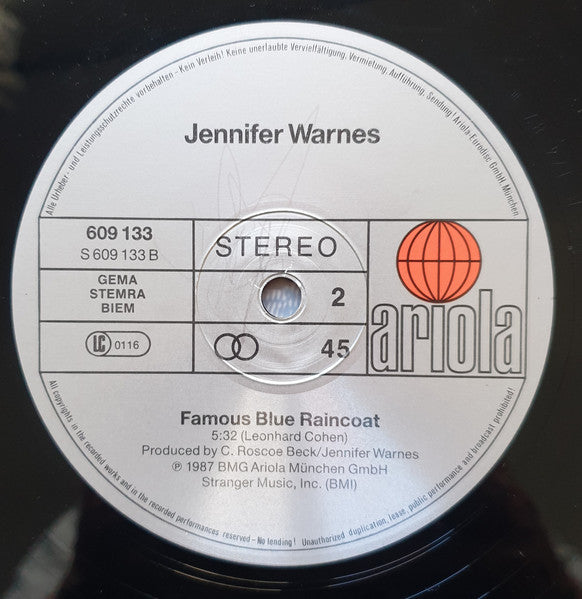 Alle Urheber- und Leistungsschutzrechte vorbehalten - Kein Verleih! Keine unerlaubte Vervielfältigung, Vermietung, Aufführung, Sendung! Ariola-Eurodisc GmbH München.
Jennifer Warnes
609 133
S 609 133 B
STEREO
GEMA
STEMRA
BIEM
2
LC 0116
45
ariola
Famous Blue Raincoat
5:32 (Leonhard Cohen)
Produced by C. Roscoe Beck/Jennifer Warnes
℗ 1987 BMG Ariola München GmbH
Stranger Music, Inc. (BMI)
All copyrights in the recorded works and in the recorded performances reserved - No lending! Unauthorized duplication, lease, public performance and broadcast prohibited!